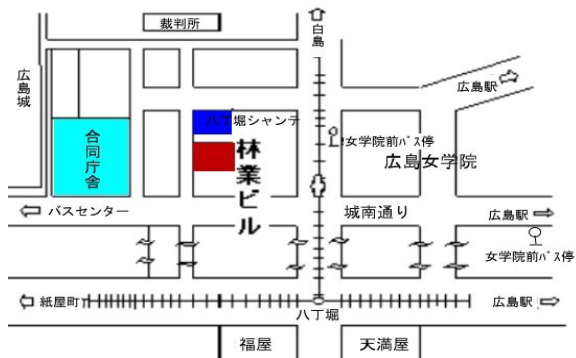 裁判所
白島
広島城
広島駅
八丁堀シャンテ
合同庁舎
林業ビル
女学院前バス停
広島女学院
バスセンター
城南通り
広島駅
女学院前バス停
紙屋町
八丁堀
広島駅
福屋
天満屋